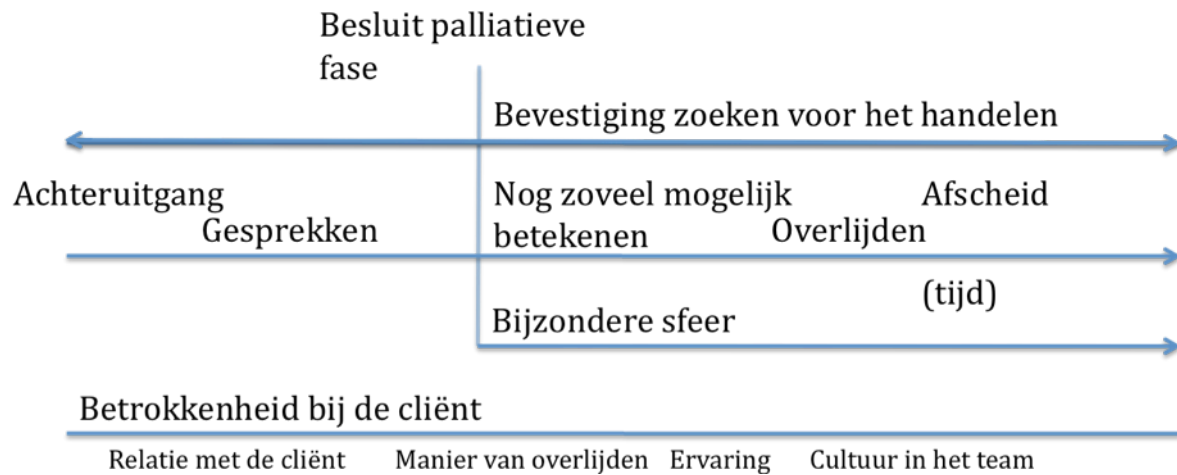 Besluit palliatieve
fase
Bevestiging zoeken voor het handelen
Achteruitgang
Gesprekken
Nog zoveel mogelijk
betekenen
Overlijden
Afscheid
(tijd)
Bijzondere sfeer
Betrokkenheid bij de cliënt
Relatie met de cliënt
Manier van overlijden
Ervaring
Cultuur in het team